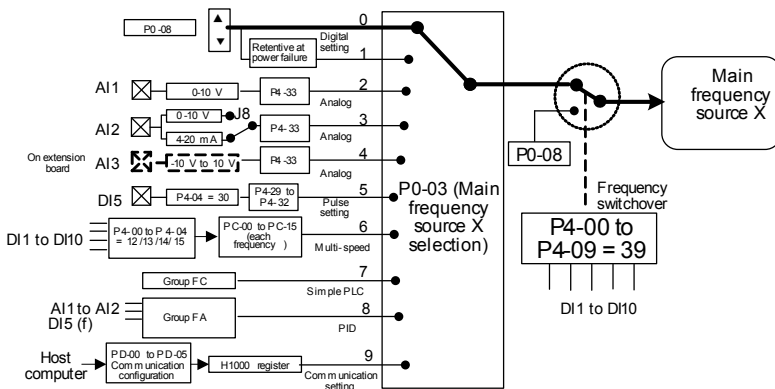 P0-08
0
Digital
setting
Retentive at
power failure
1
AI1
0-10 V
P4-33
2
Analog
AI2
0-10 V
4-20 mA
J8
P4-33
3
Analog
On extension
board
AI3
-10 V to 10 V
P4-33
4
Analog
DI5
P4-04 = 30
P4-29 to
P4-32
5
Pulse
setting
DI1 to DI10
P4-00 to P 4-04
= 12 /13 /14/ 15
PC-00 to PC-15
(each
frequency )
6
Multi-speed
Group FC
7
Simple PLC
AI1 to AI2
DI5 (f)
Group FA
8
PID
Host
computer
PD-00 to PD-05
Communication
configuration
H1000 register
9
Communication
setting
P0-03 (Main
frequency
source X
selection)
P0-08
Main
frequency
source X
Frequency
switchover
P4-00 to
P4-09 = 39
DI1 to DI10